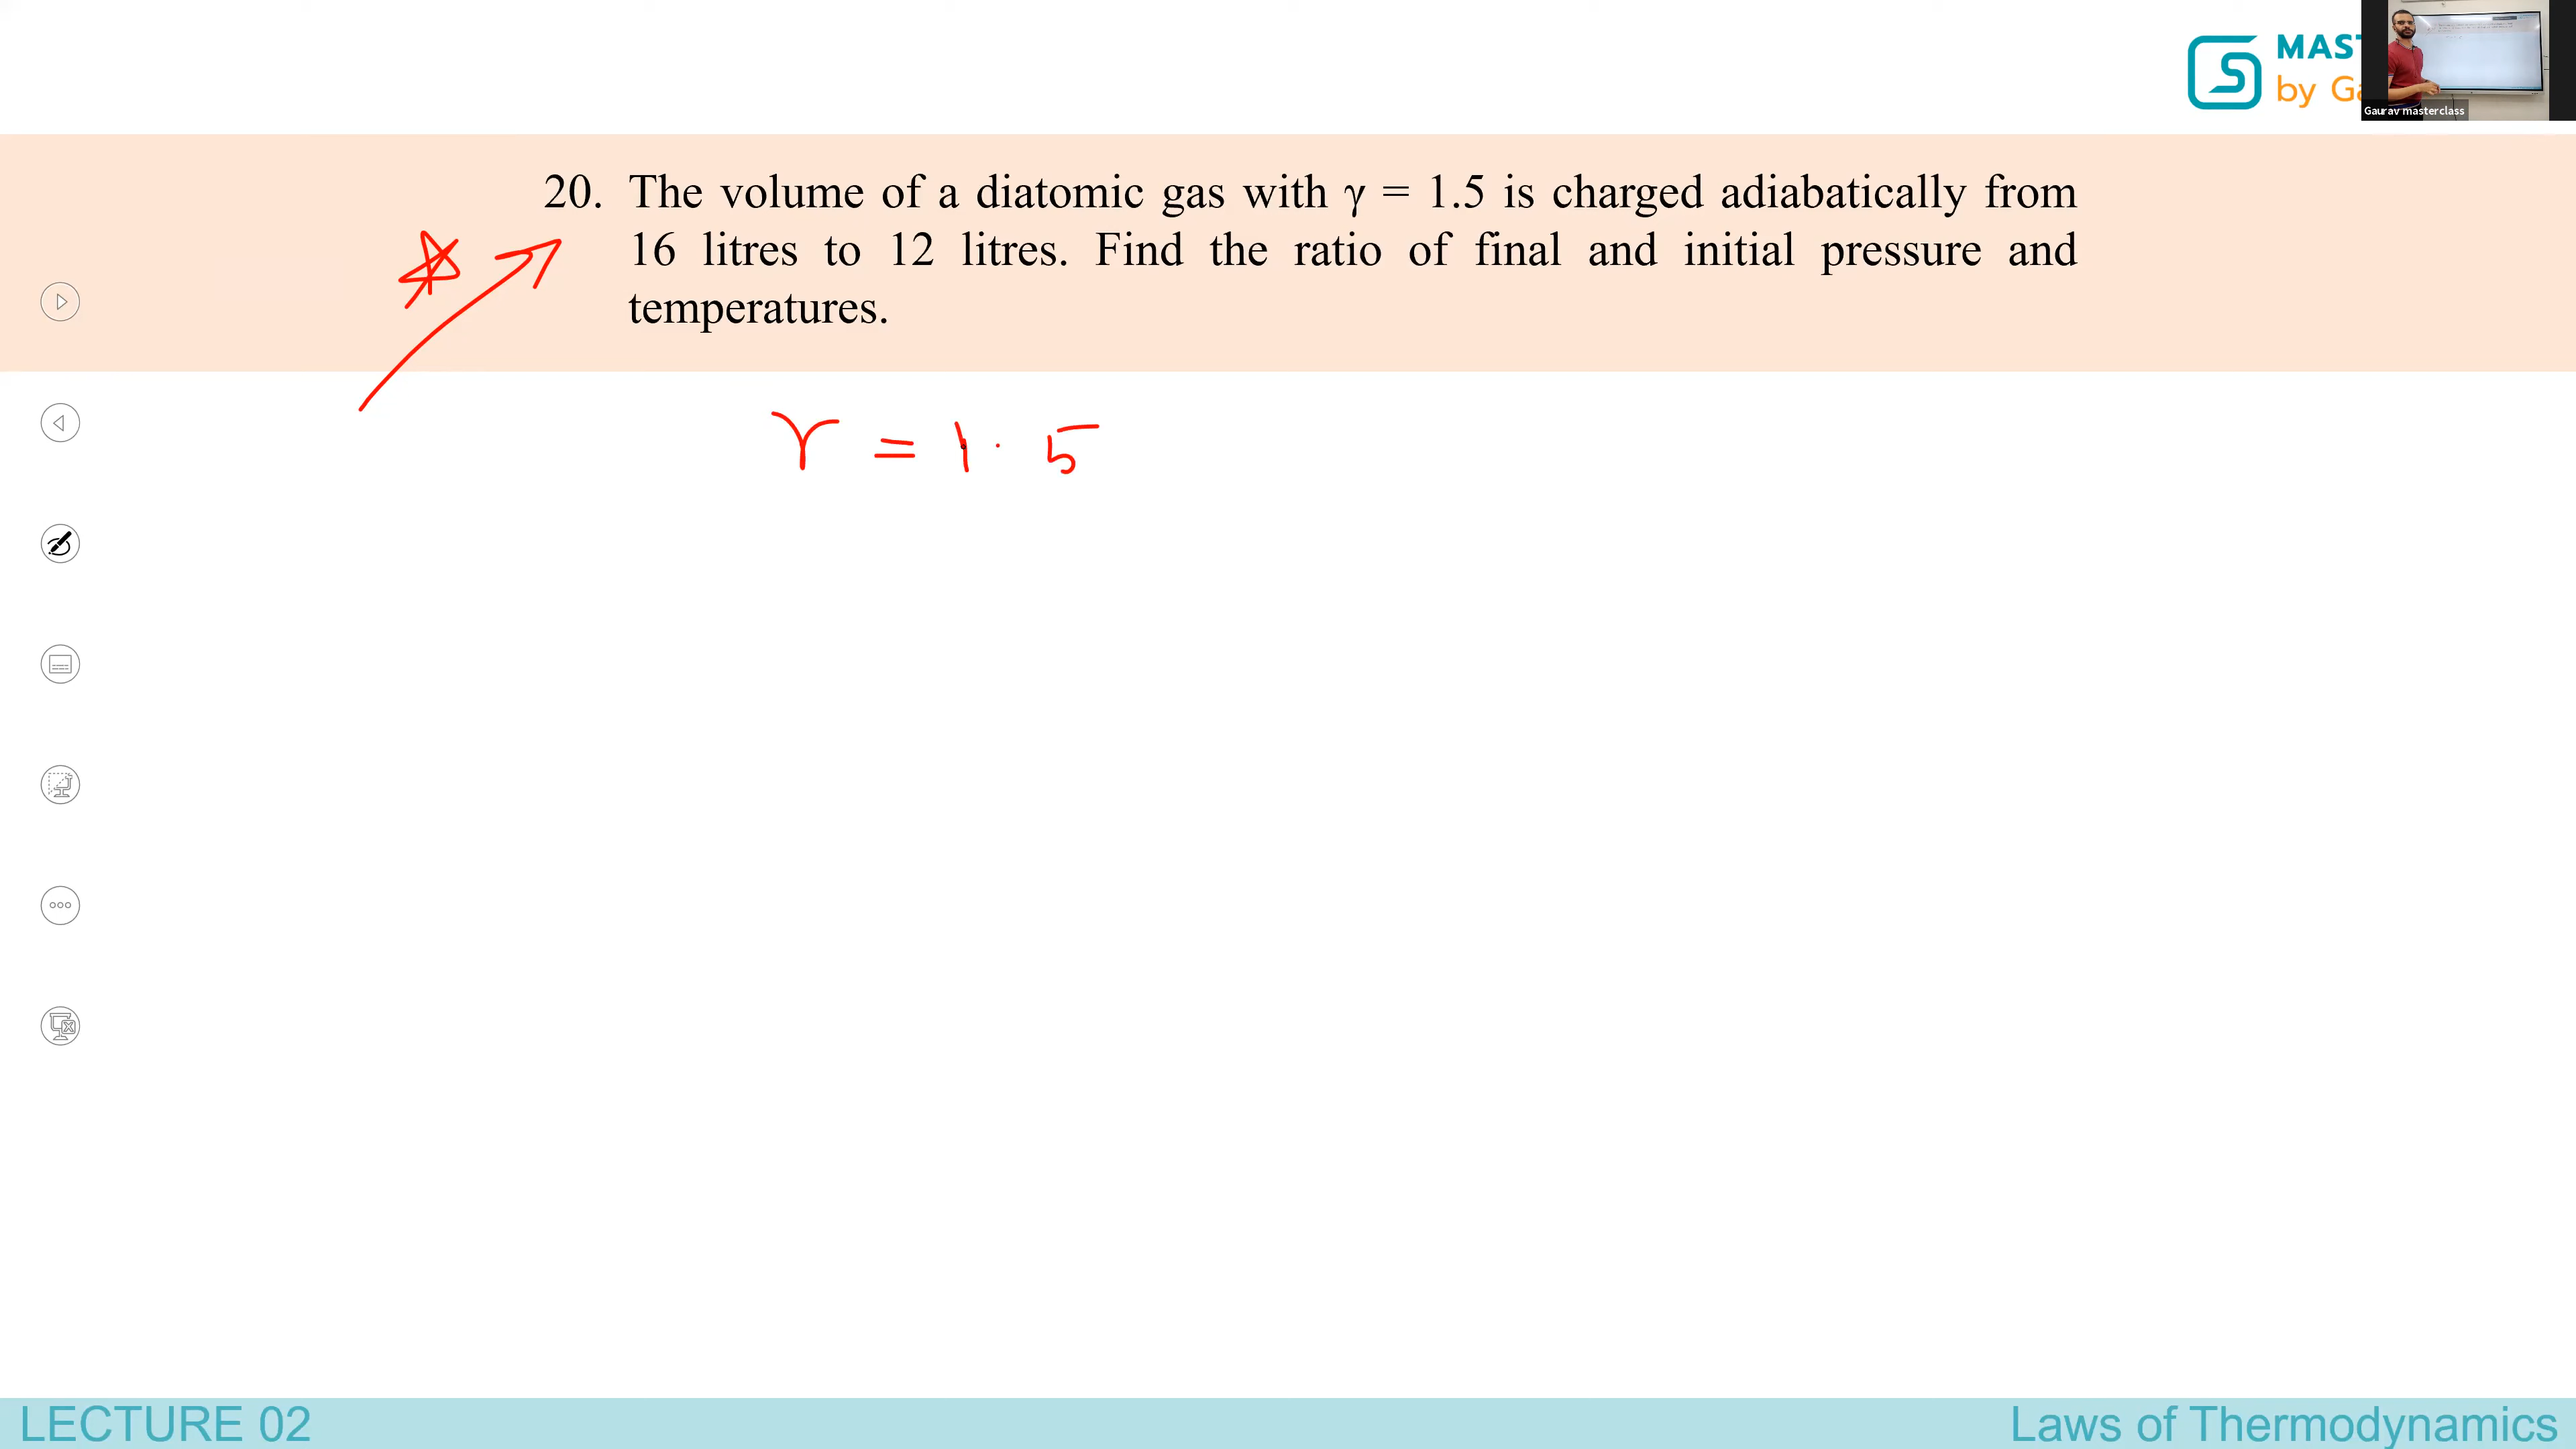 MAST
by Ga
Gaurav masterclass
20. The volume of a diatomic gas with γ = 1.5 is charged adiabatically from
16 litres to 12 litres. Find the ratio of final and initial pressure and
temperatures.
γ = 1.5
LECTURE 02
Laws of Thermodynamics